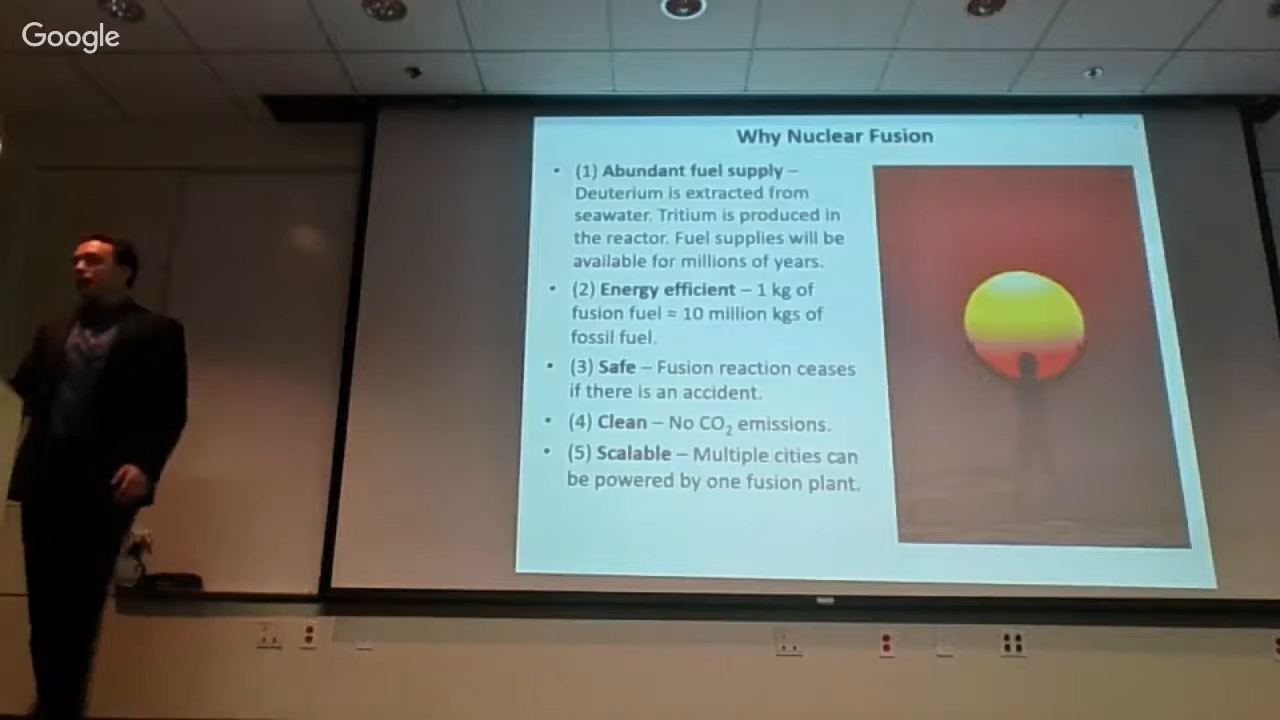 Google
Why Nuclear Fusion
• (1) Abundant fuel supply –
Deuterium is extracted from
seawater. Tritium is produced in
the reactor. Fuel supplies will be
available for millions of years.
• (2) Energy efficient – 1 kg of
fusion fuel = 10 million kgs of
fossil fuel.
• (3) Safe – Fusion reaction ceases
if there is an accident.
• (4) Clean – No CO₂ emissions.
• (5) Scalable – Multiple cities can
be powered by one fusion plant.